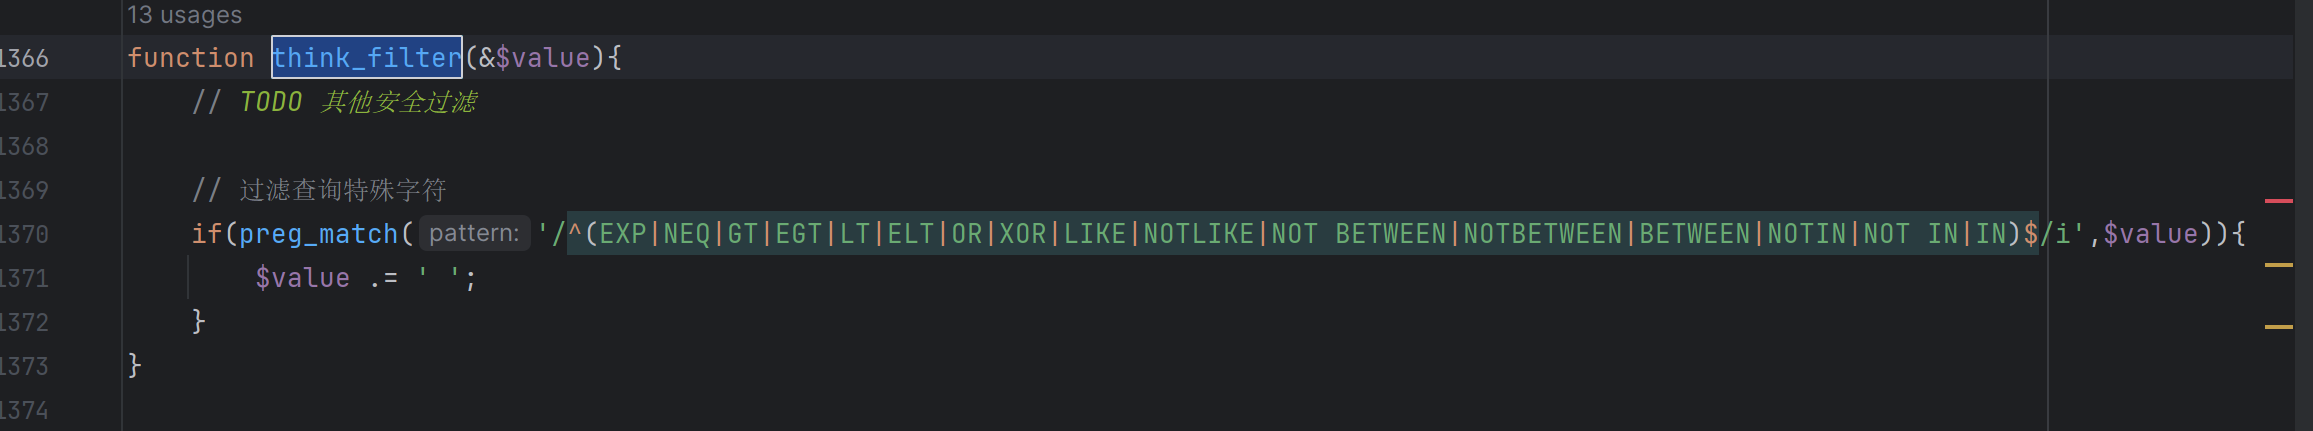 13 usages
1366 function think_filter(&$value){
1367     // TODO 其他安全过滤
1368
1369     // 过滤查询特殊字符
1370     if(preg_match( pattern: '/^(EXP|NEQ|GT|EGT|LT|ELT|OR|XOR|LIKE|NOTLIKE|NOT BETWEEN|NOTBETWEEN|BETWEEN|NOTIN|NOT IN|IN)$/i',$value)){
1371         $value .= ' ';
1372     }
1373 }
1374